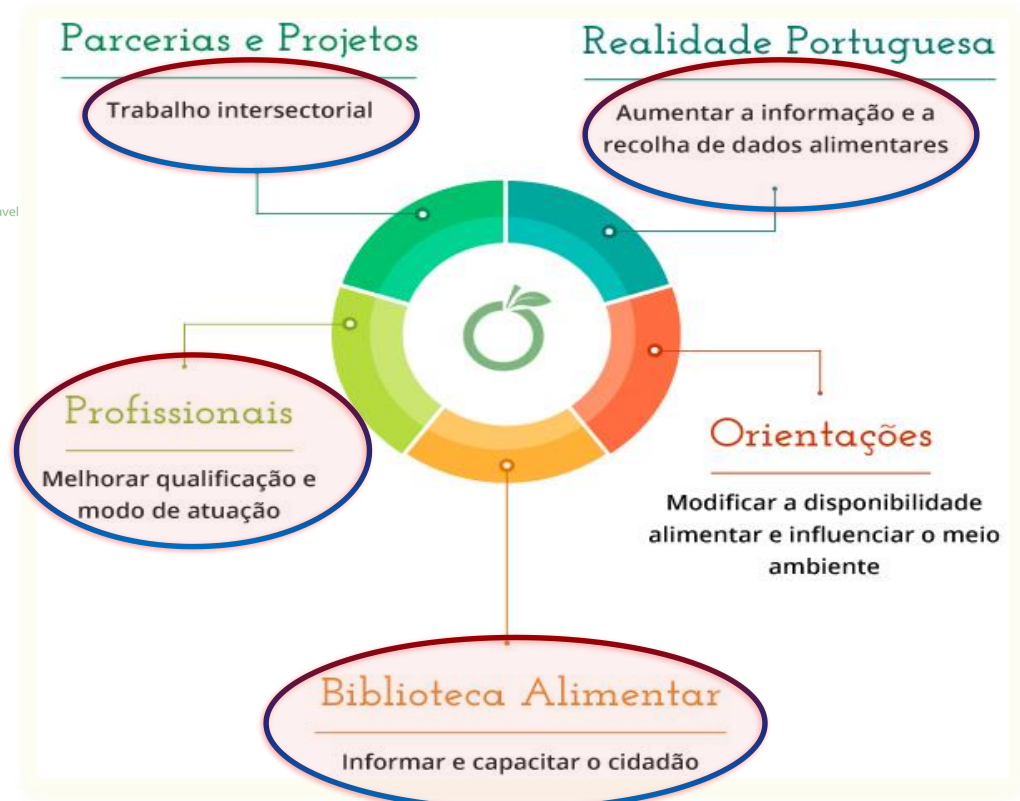 Parcerias e Projetos
Trabalho intersectorial
Realidade Portuguesa
Aumentar a informação e a
recolha de dados alimentares
Profissionais
Melhorar qualificação e
modo de atuação
Orientações
Modificar a disponibilidade
alimentar e influenciar o meio
ambiente
Biblioteca Alimentar
Informar e capacitar o cidadão